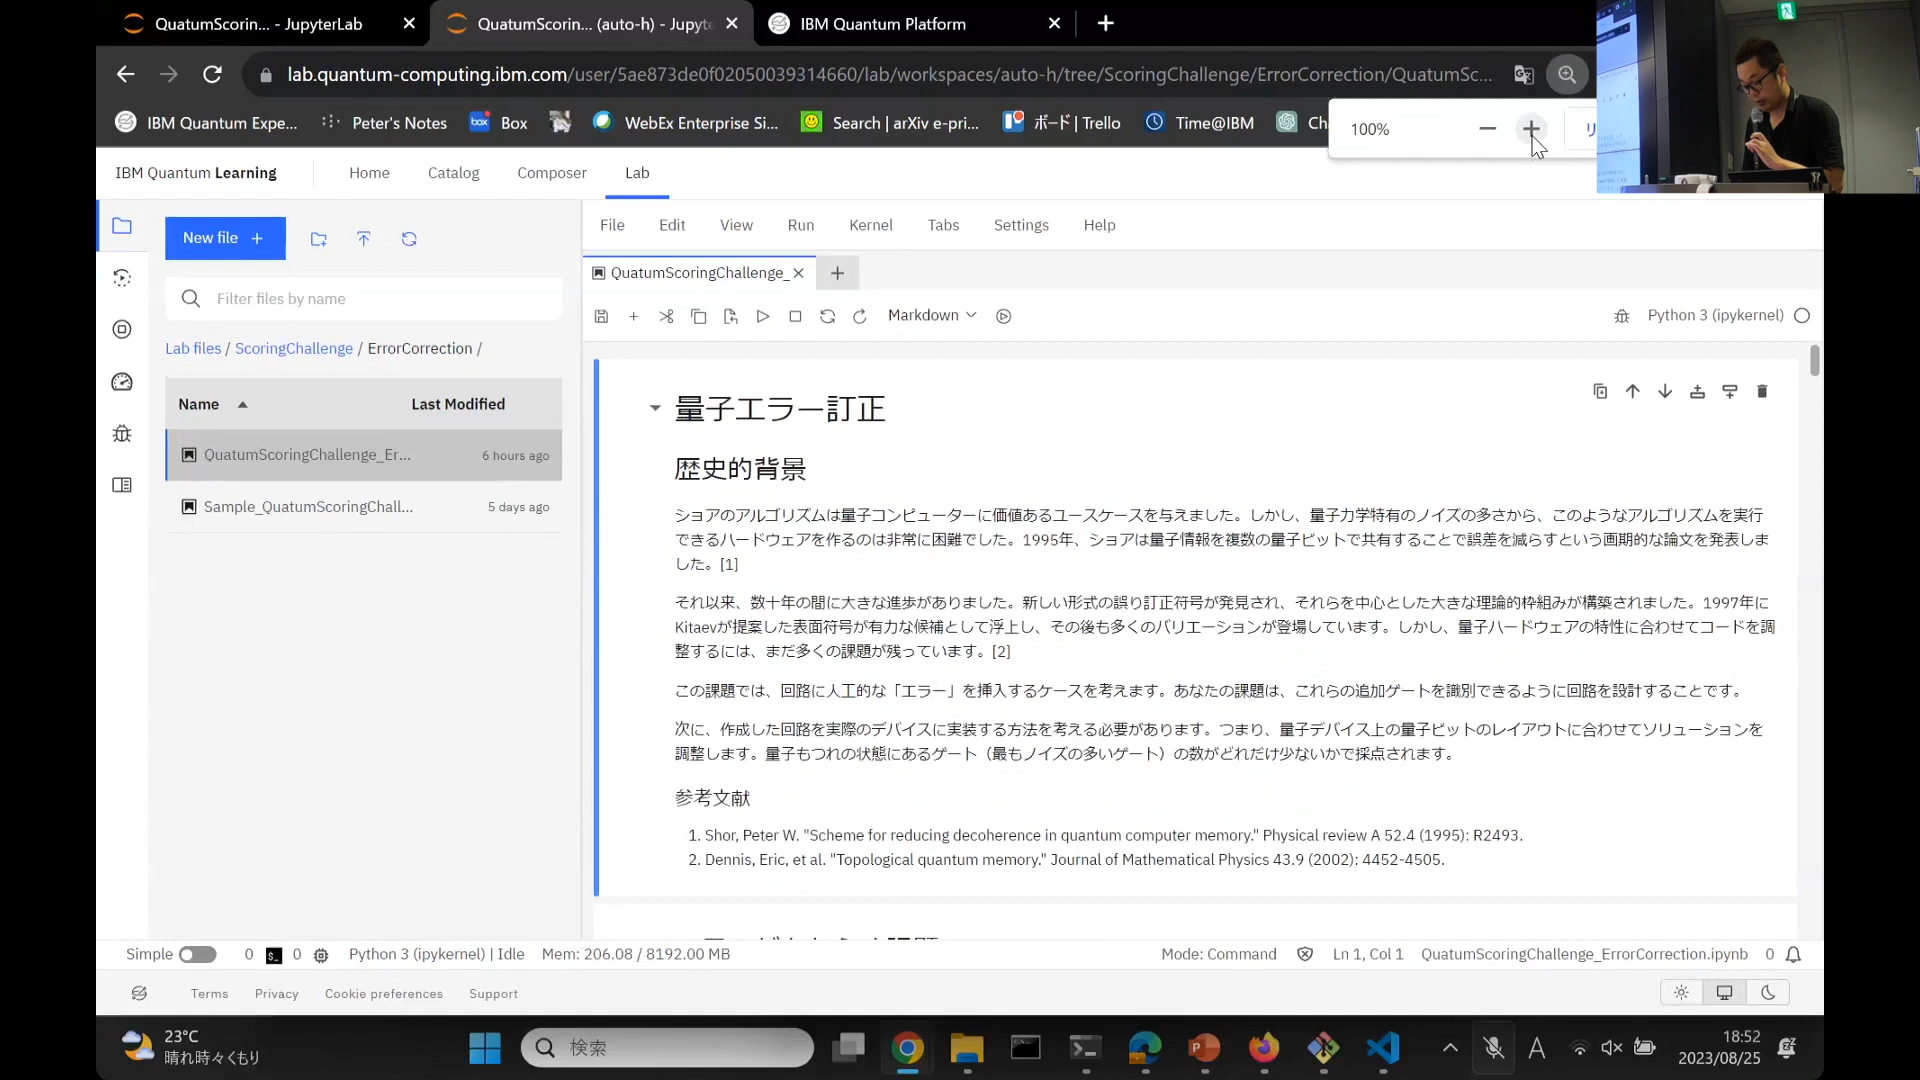 QuatumScorin... - JupyterLab
QuatumScorin... (auto-h) - Jupyte
IBM Quantum Platform
lab.quantum-computing.ibm.com/user/5ae873de0f02050039314660/lab/workspaces/auto-h/tree/ScoringChallenge/ErrorCorrection/QuatumSc...
IBM Quantum Expe...
Peter's Notes
box Box
WebEx Enterprise Si...
Search | arXiv e-pri...
ボード | Trello
Time@IBM
Ch
100%
リ
IBM Quantum Learning
Home
Catalog
Composer
Lab
New file +
Filter files by name
Lab files / ScoringChallenge / ErrorCorrection /
Name
Last Modified
QuatumScoringChallenge_Er...
6 hours ago
Sample_QuatumScoringChall...
5 days ago
File
Edit
View
Run
Kernel
Tabs
Settings
Help
QuatumScoringChallenge_
Markdown
Python 3 (ipykernel)
量子エラー訂正
歴史的背景
ショアのアルゴリズムは量子コンピューターに価値あるユースケースを与えました。しかし、量子力学特有のノイズの多さから、このようなアルゴリズムを実行
できるハードウェアを作るのは非常に困難でした。1995年、ショアは量子情報を複数の量子ビットで共有することで誤差を減らすという画期的な論文を発表しま
した。[1]
それ以来、数十年の間に大きな進歩がありました。新しい形式の誤り訂正符号が発見され、それらを中心とした大きな理論的枠組みが構築されました。1997年に
Kitaevが提案した表面符号が有力な候補として浮上し、その後も多くのバリエーションが登場しています。しかし、量子ハードウェアの特性に合わせてコードを調
整するには、まだ多くの課題が残っています。[2]
この課題では、回路に人工的な「エラー」を挿入するケースを考えます。あなたの課題は、これらの追加ゲートを識別できるように回路を設計することです。
次に、作成した回路を実際のデバイスに実装する方法を考える必要があります。つまり、量子デバイス上の量子ビットのレイアウトに合わせてソリューションを
調整します。量子もつれの状態にあるゲート（最もノイズの多いゲート）の数がどれだけ少ないかで採点されます。
参考文献
1. Shor, Peter W. "Scheme for reducing decoherence in quantum computer memory." Physical review A 52.4 (1995): R2493.
2. Dennis, Eric, et al. "Topological quantum memory." Journal of Mathematical Physics 43.9 (2002): 4452-4505.
Simple
0
0
Python 3 (ipykernel) | Idle
Mem: 206.08 / 8192.00 MB
Mode: Command
Ln 1, Col 1
QuatumScoringChallenge_ErrorCorrection.ipynb
0
Terms
Privacy
Cookie preferences
Support
23°C
晴れ時々くもり
検索
A
18:52
2023/08/25